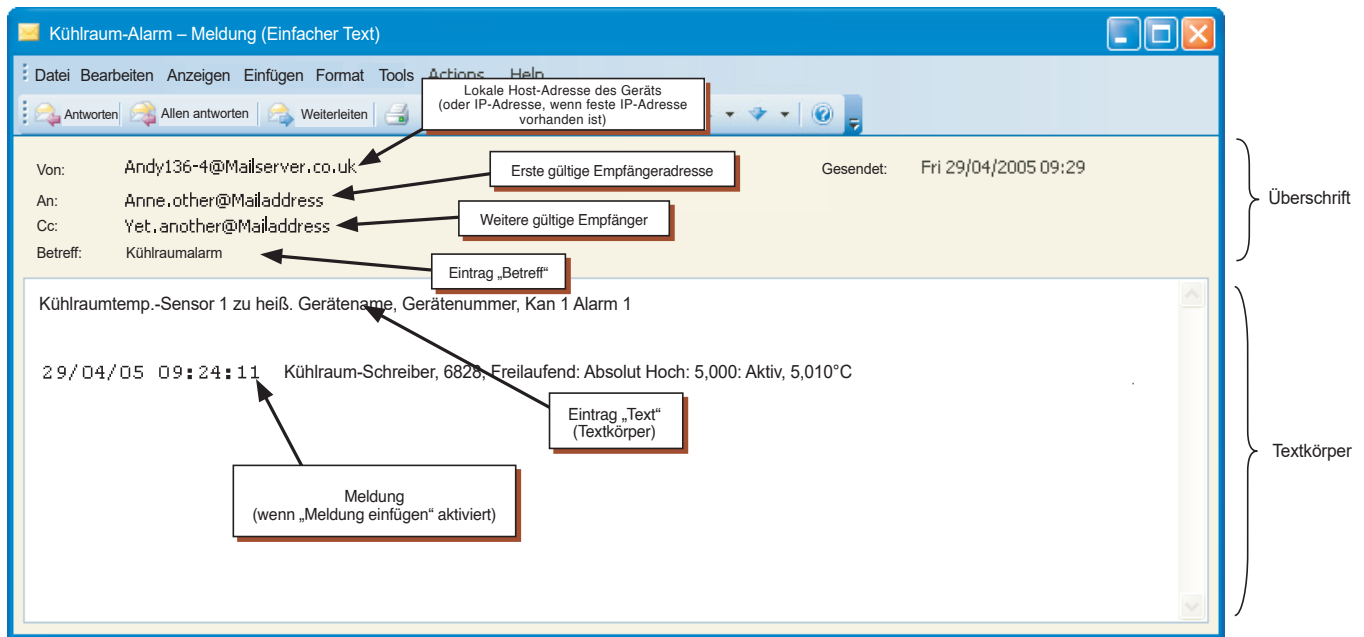 Kühlraum-Alarm – Meldung (Einfacher Text)
Datei Bearbeiten Anzeigen Einfügen Format Tools Actions Help
Antworten Allen antworten Weiterleiten
Lokale Host-Adresse des Geräts
(oder IP-Adresse, wenn feste IP-Adresse
vorhanden ist)
Von: Andy136-4@Mailserver.co.uk
Gesendet: Fri 29/04/2005 09:29
Erste gültige Empfängeradresse
An: Anne.other@Mailaddress
Cc: Yet.another@Mailaddress
Weitere gültige Empfänger
Betreff: Kühlraumalarm
Eintrag „Betreff“
Überschrift
Kühlraumtemp.-Sensor 1 zu heiß. Gerätename, Gerätenummer, Kan 1 Alarm 1
29/04/05 09:24:11 Kühlraum-Schreiber, 6828, Freilaufend: Absolut Hoch: 5,000: Aktiv, 5,010°C
Eintrag „Text“
(Textkörper)
Textkörper
Meldung
(wenn „Meldung einfügen“ aktiviert)